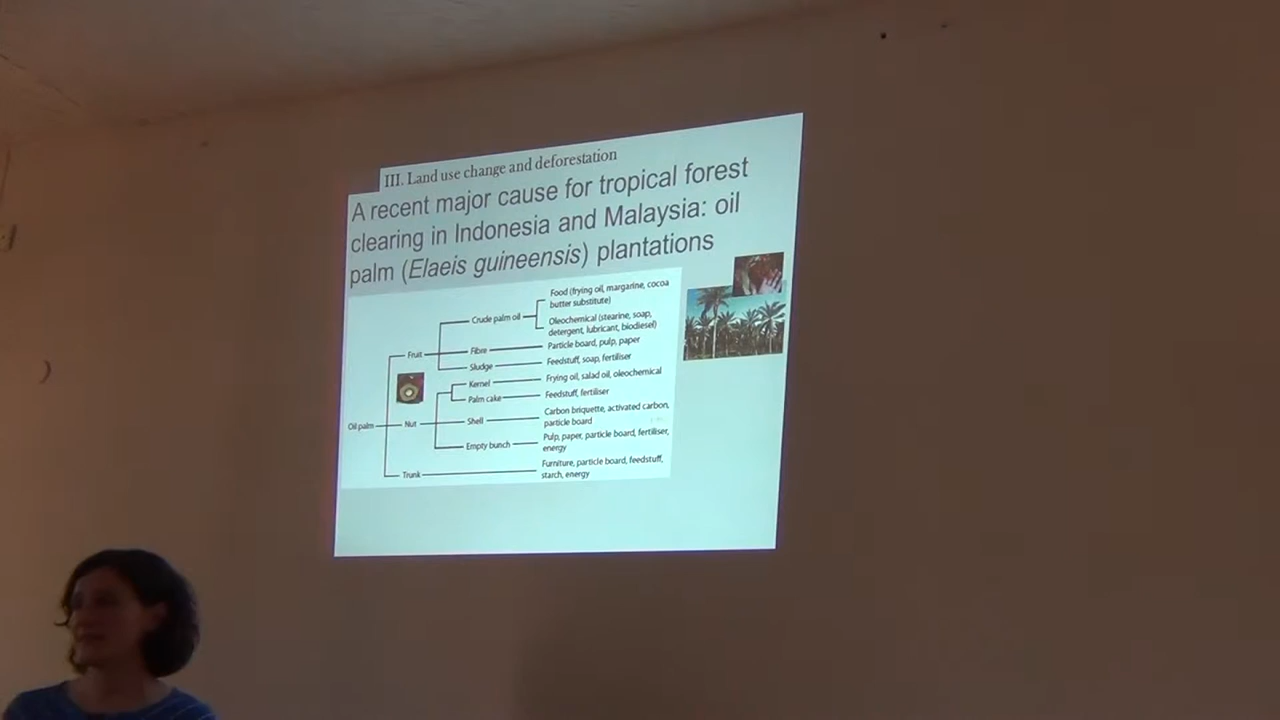 III. Land use change and deforestation
A recent major cause for tropical forest
clearing in Indonesia and Malaysia: oil
palm (Elaeis guineensis) plantations
Food (frying oil, margarine, cocoa
butter substitute)
Crude palm oil
Oleochemical (stearine, soap,
detergent, lubricant, biodiesel)
Fruit
Fibre
Particle board, pulp, paper
Sludge
Feedstuff, soap, fertiliser
Kernel
Frying oil, salad oil, oleochemical
Palm cake
Feedstuff, fertiliser
Oil palm
Nut
Shell
Carbon briquette, activated carbon,
particle board
Empty bunch
Pulp, paper, particle board, fertiliser,
energy
Trunk
Furniture, particle board, feedstuff,
starch, energy